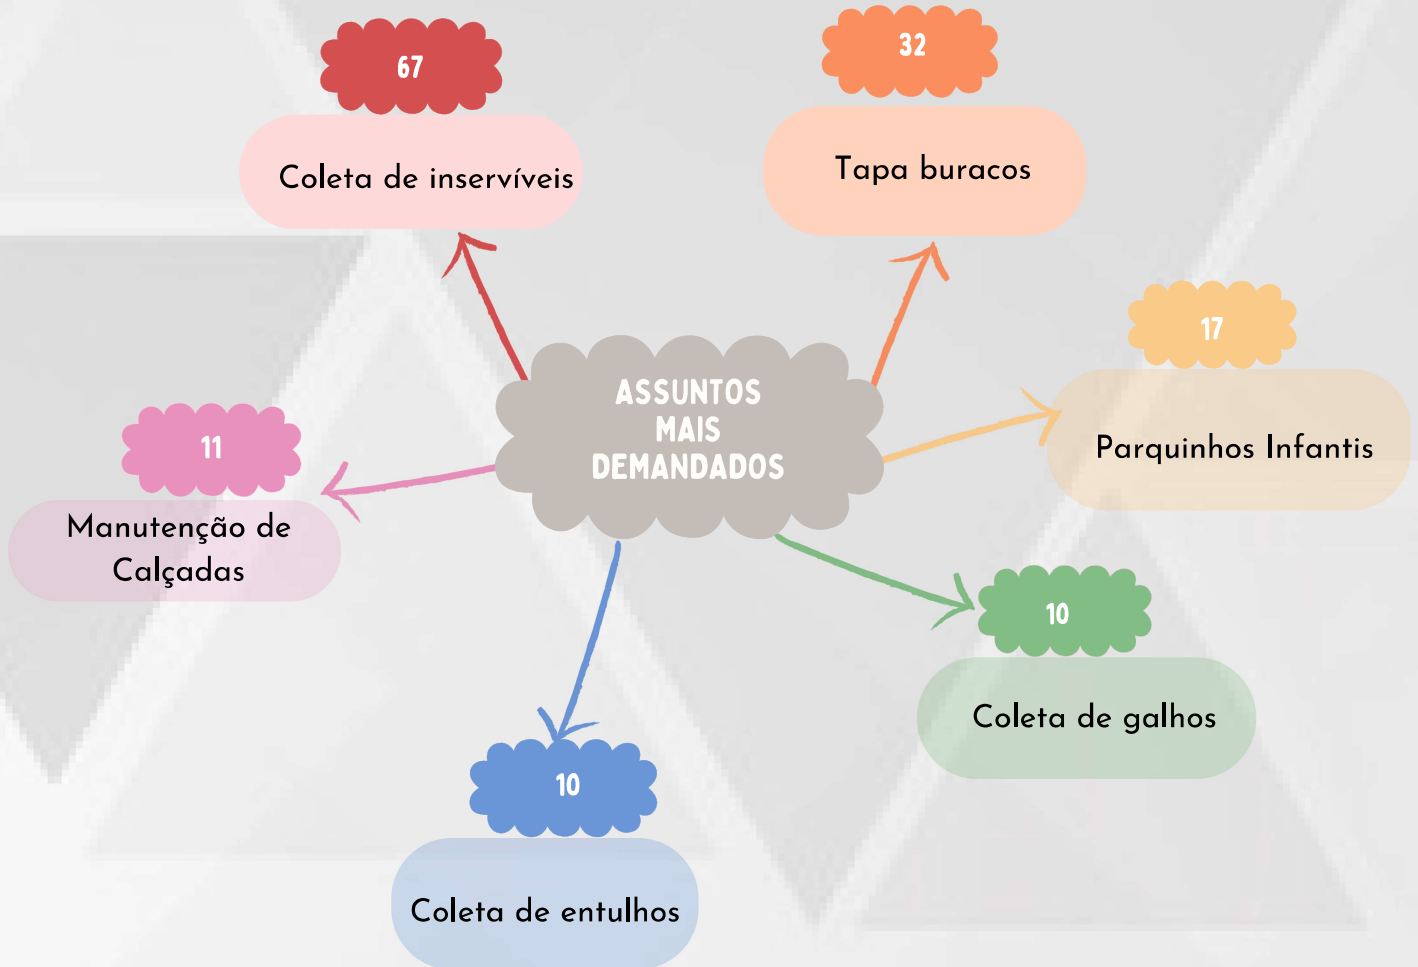 67
Coleta de inservíveis
32
Tapa buracos
17
Parquinhos Infantis
ASSUNTOS
MAIS
DEMANDADOS
11
Manutenção de
Calçadas
10
Coleta de galhos
10
Coleta de entulhos